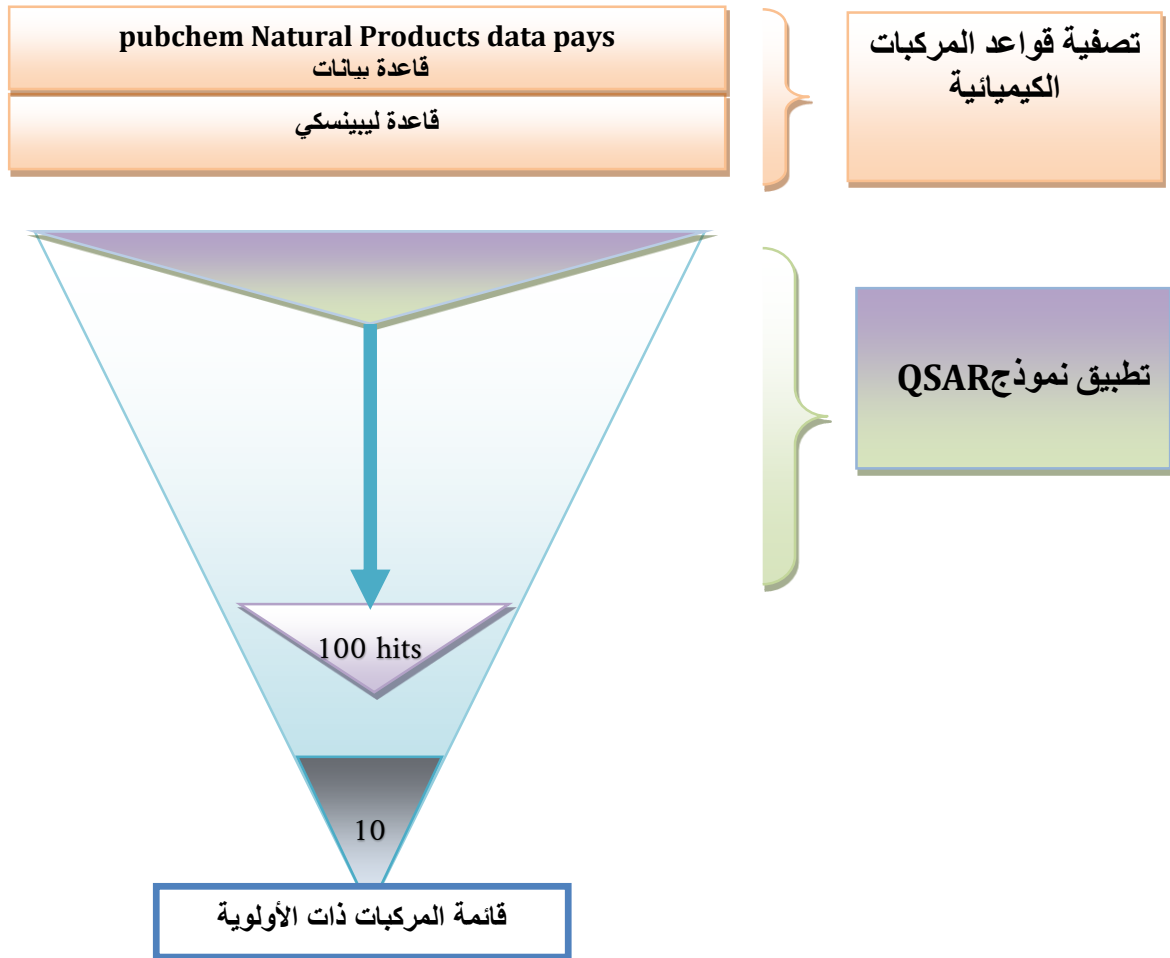 pubchem Natural Products data pays
قاعدة بيانات
قاعدة ليبينسكي
تصفية قواعد المركبات
الكيميائية
تطبيق نموذجQSAR
100 hits
10
قائمة المركبات ذات الأولوية